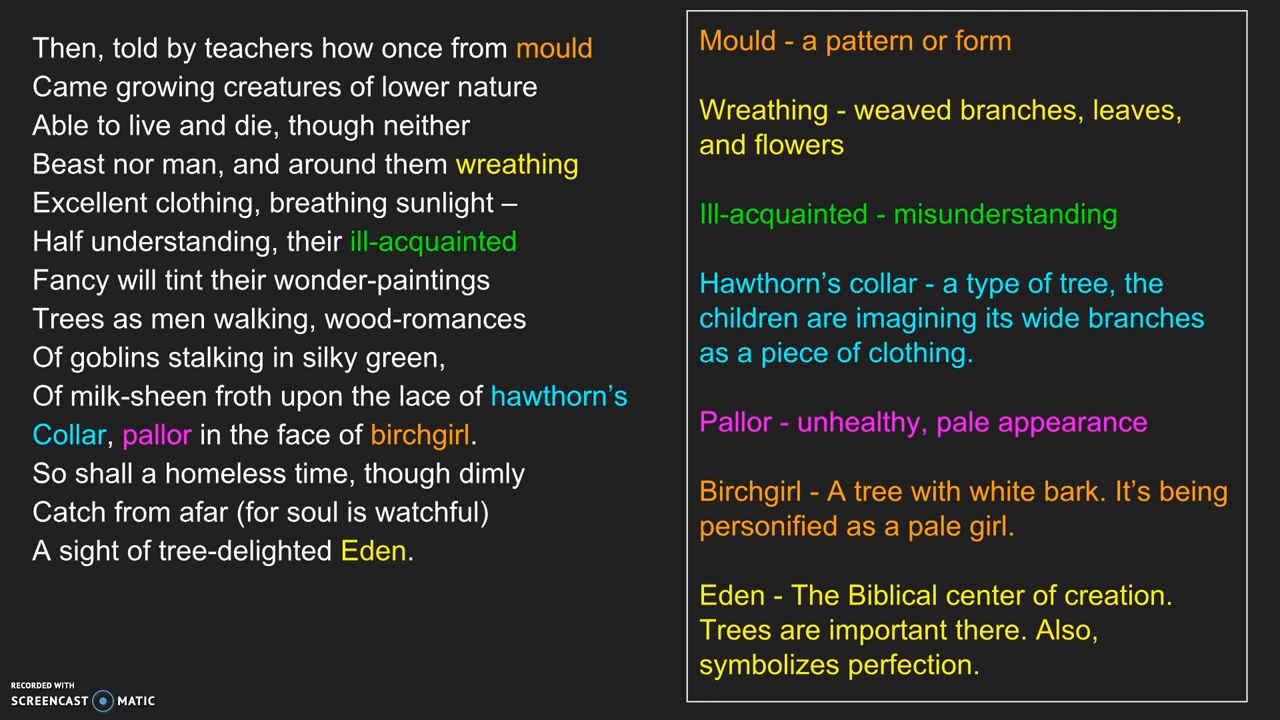 Then, told by teachers how once from mould
Came growing creatures of lower nature
Able to live and die, though neither
Beast nor man, and around them wreathing
Excellent clothing, breathing sunlight –
Half understanding, their ill-acquainted
Fancy will tint their wonder-paintings
Trees as men walking, wood-romances
Of goblins stalking in silky green,
Of milk-sheen froth upon the lace of hawthorn’s
Collar, pallor in the face of birchgirl.
So shall a homeless time, though dimly
Catch from afar (for soul is watchful)
A sight of tree-delighted Eden.
Mould - a pattern or form
Wreathing - weaved branches, leaves,
and flowers
Ill-acquainted - misunderstanding
Hawthorn’s collar - a type of tree, the
children are imagining its wide branches
as a piece of clothing.
Pallor - unhealthy, pale appearance
Birchgirl - A tree with white bark. It’s being
personified as a pale girl.
Eden - The Biblical center of creation.
Trees are important there. Also,
symbolizes perfection.
RECORDED WITH
SCREENCAST MATIC